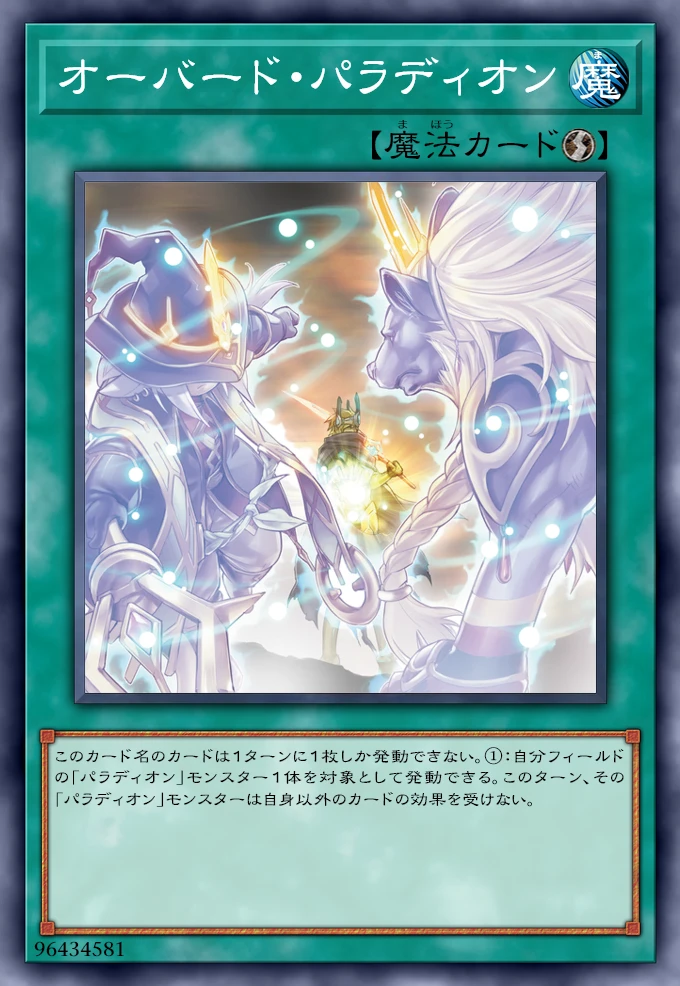 オーバード・パラディオン 魔
ま
ま ほう
【魔法カード】
このカード名のカードは１ターンに１枚しか発動できない。①：自分フィールド
の「パラディオン」モンスター１体を対象として発動できる。このターン、その
「パラディオン」モンスターは自身以外のカードの効果を受けない。
96434581